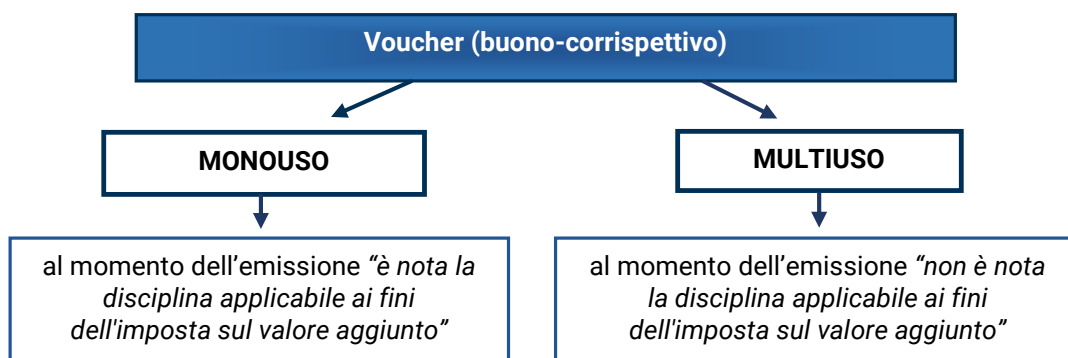 Voucher (buono-corrispettivo)
MONOUSO
MULTIUSO
al momento dell’emissione “è nota la
disciplina applicabile ai fini
dell'imposta sul valore aggiunto”
al momento dell’emissione “non è nota
la disciplina applicabile ai fini
dell'imposta sul valore aggiunto”